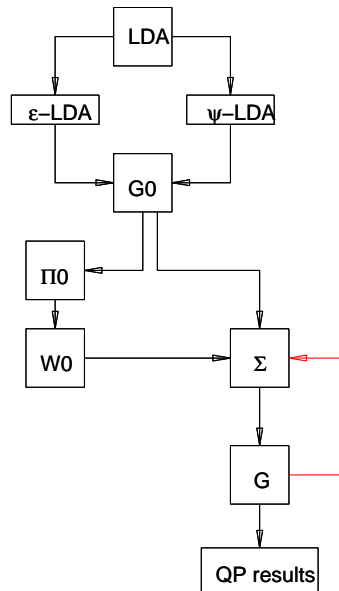 LDA
ε−LDA
ψ−LDA
G0
Π0
W0
Σ
G
QP results